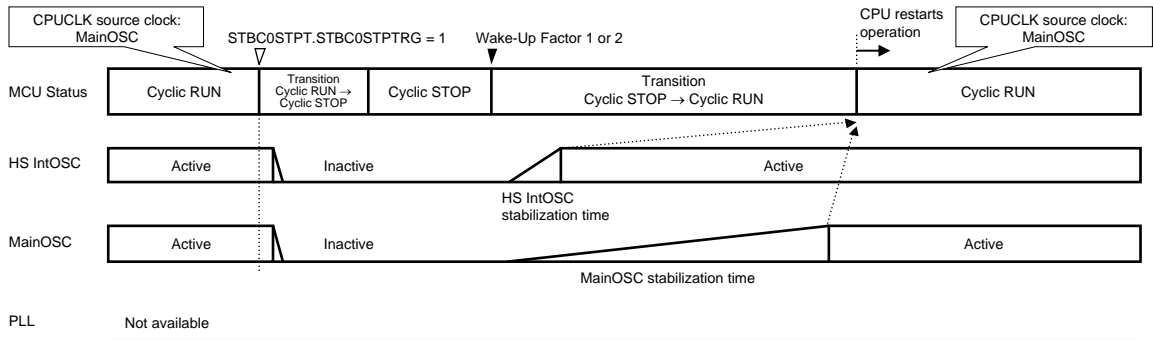 CPUCLK source clock:
MainOSC
STBC0STPT.STBC0STPTRG = 1
Wake-Up Factor 1 or 2
CPU restarts
operation
CPUCLK source clock:
MainOSC
MCU Status
Cyclic RUN
Transition
Cyclic RUN →
Cyclic STOP
Cyclic STOP
Transition
Cyclic STOP → Cyclic RUN
Cyclic RUN
HS IntOSC
Active
Inactive
Active
HS IntOSC
stabilization time
MainOSC
Active
Inactive
Active
MainOSC stabilization time
PLL
Not available